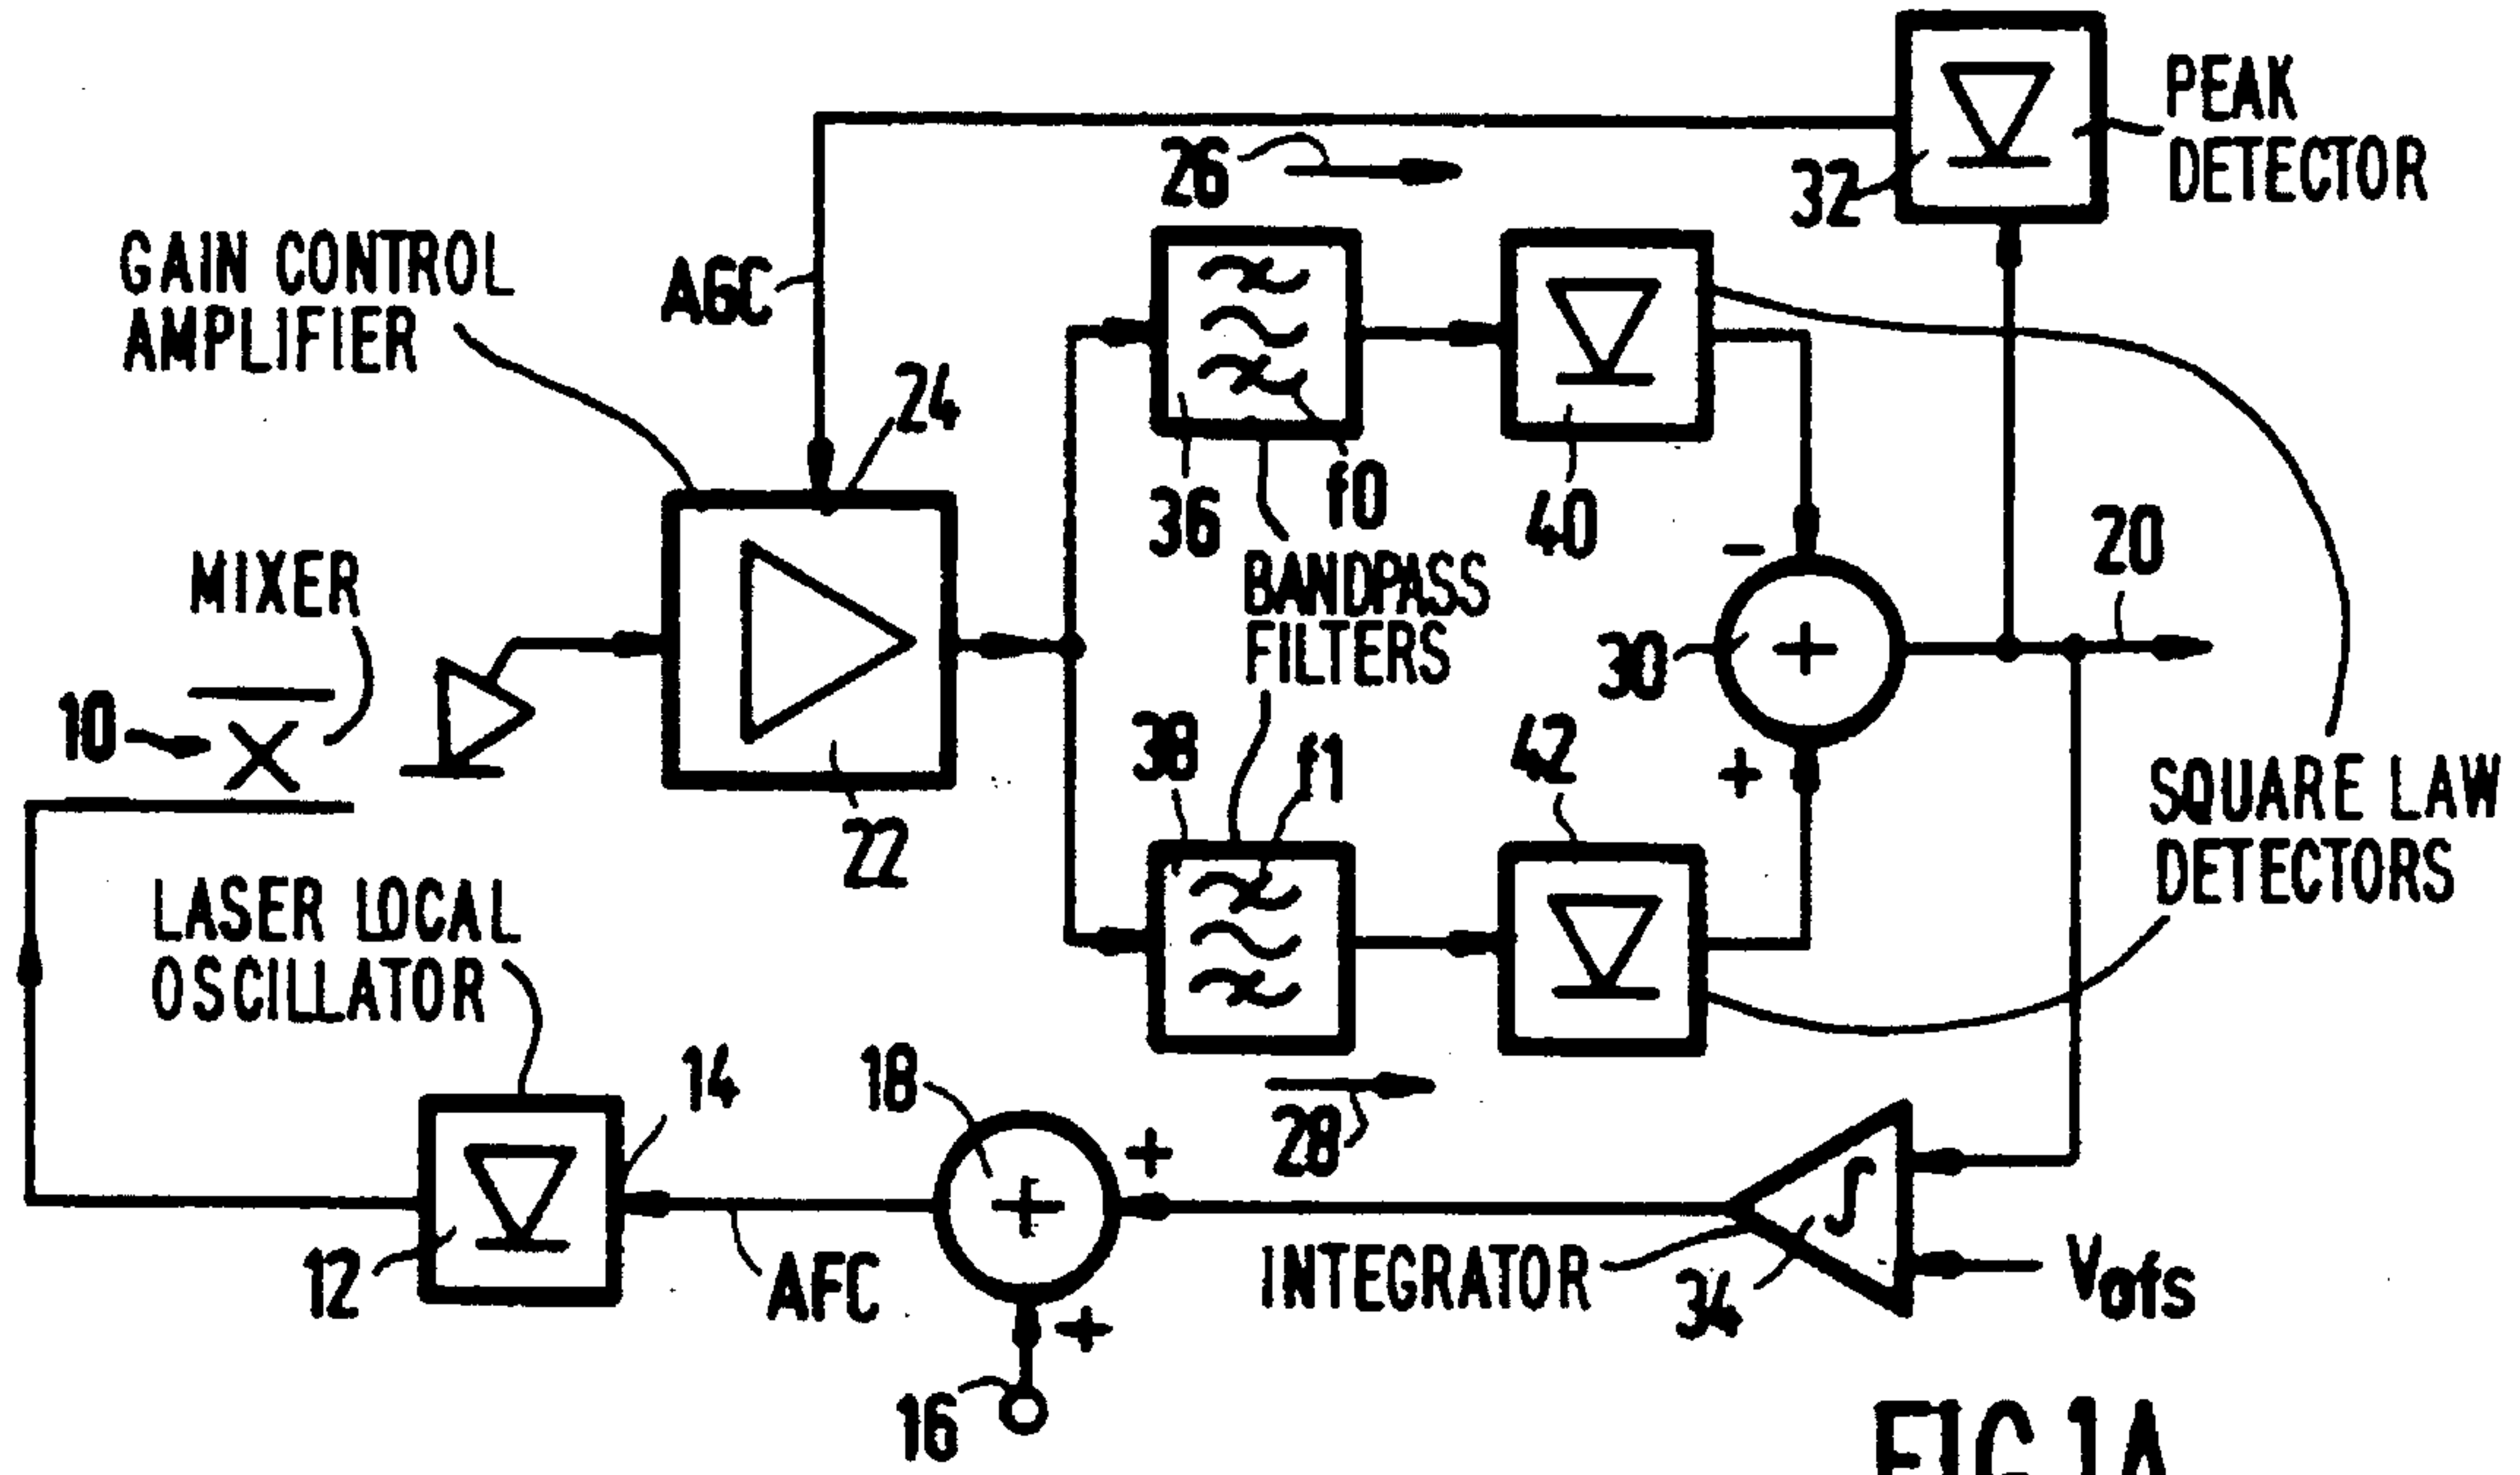 PEAK
DETECTOR
26
32
GAIN CONTROL
AMPLIFIER
AGC
24
36
f0
40
20
BANDPASS
FILTERS
MIXER
-
+
30
10
X
38
f1
42
+
SQUARE LAW
DETECTORS
22
LASER LOCAL
OSCILLATOR
14
18
+
28
∫
+
12
AFC
INTEGRATOR
34
Vofs
+
16
FIG.1A